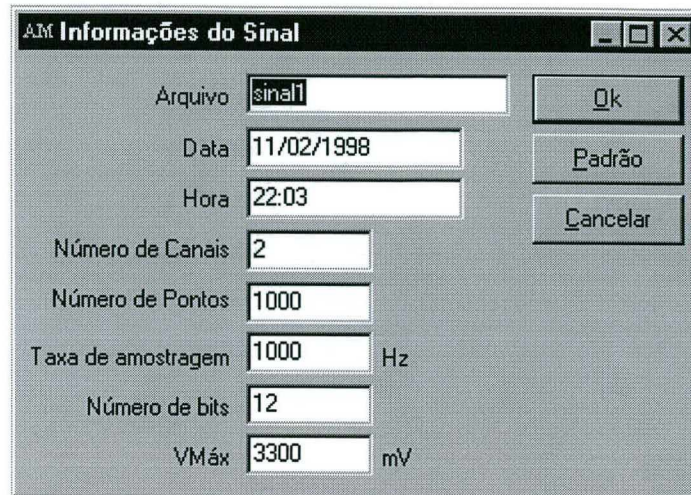 AM Informações do Sinal
Arquivo sinal1 Ok
Data 11/02/1998 Padrão
Hora 22:03 Cancelar
Número de Canais 2
Número de Pontos 1000
Taxa de amostragem 1000 Hz
Número de bits 12
VMáx 3300 mV